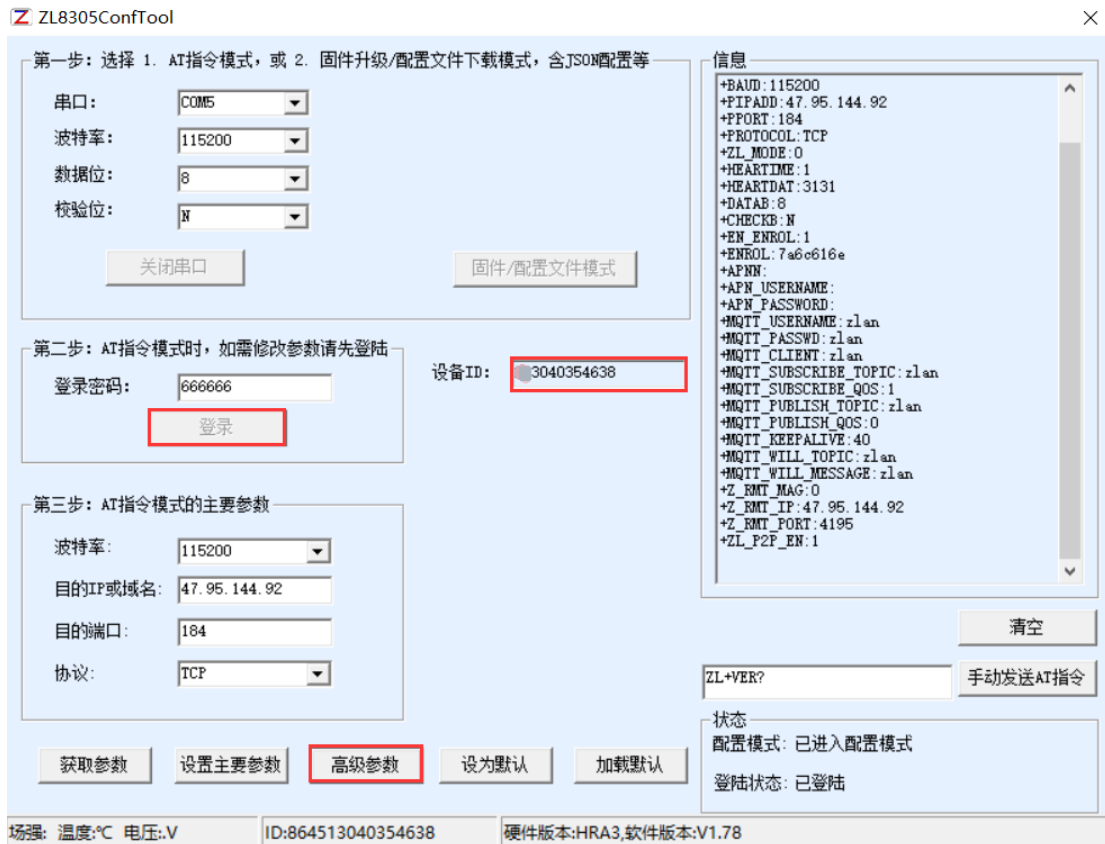 ZL8305ConfTool
第一步: 选择 1. AT指令模式, 或 2. 固件升级/配置文件下载模式, 含JSON配置等
串口: COM5
波特率: 115200
数据位: 8
校验位: N
关闭串口 固件/配置文件模式
第二步: AT指令模式时, 如需修改参数请先登陆
登录密码: 666666
登录
设备ID: 3040354638
第三步: AT指令模式的主要参数
波特率: 115200
目的IP或域名: 47.95.144.92
目的端口: 184
协议: TCP
获取参数 设置主要参数 高级参数 设为默认 加载默认
信息
+BAUD:115200
+PIPADD:47.95.144.92
+PPORT:184
+PROTOCOL:TCP
+ZL_MODE:0
+HEARTIME:1
+HEARTDAT:3131
+DATAB:8
+CHECKB:N
+EN_ENROL:1
+ENROL:7a6c616e
+APNN:
+APN_USERNAME:
+APN_PASSWORD:
+MQTT_USERNAME:zlan
+MQTT_PASSWD:zlan
+MQTT_CLIENT:zlan
+MQTT_SUBSCRIBE_TOPIC:zlan
+MQTT_SUBSCRIBE_QOS:1
+MQTT_PUBLISH_TOPIC:zlan
+MQTT_PUBLISH_QOS:0
+MQTT_KEEPALIVE:40
+MQTT_WILL_TOPIC:zlan
+MQTT_WILL_MESSAGE:zlan
+Z_RMT_MAG:0
+Z_RMT_IP:47.95.144.92
+Z_RMT_PORT:4195
+ZL_P2P_EN:1
清空
ZL+VER? 手动发送AT指令
状态
配置模式: 已进入配置模式
登陆状态: 已登陆
场强: 温度:℃ 电压:.V ID:864513040354638 硬件版本:HRA3,软件版本:V1.78